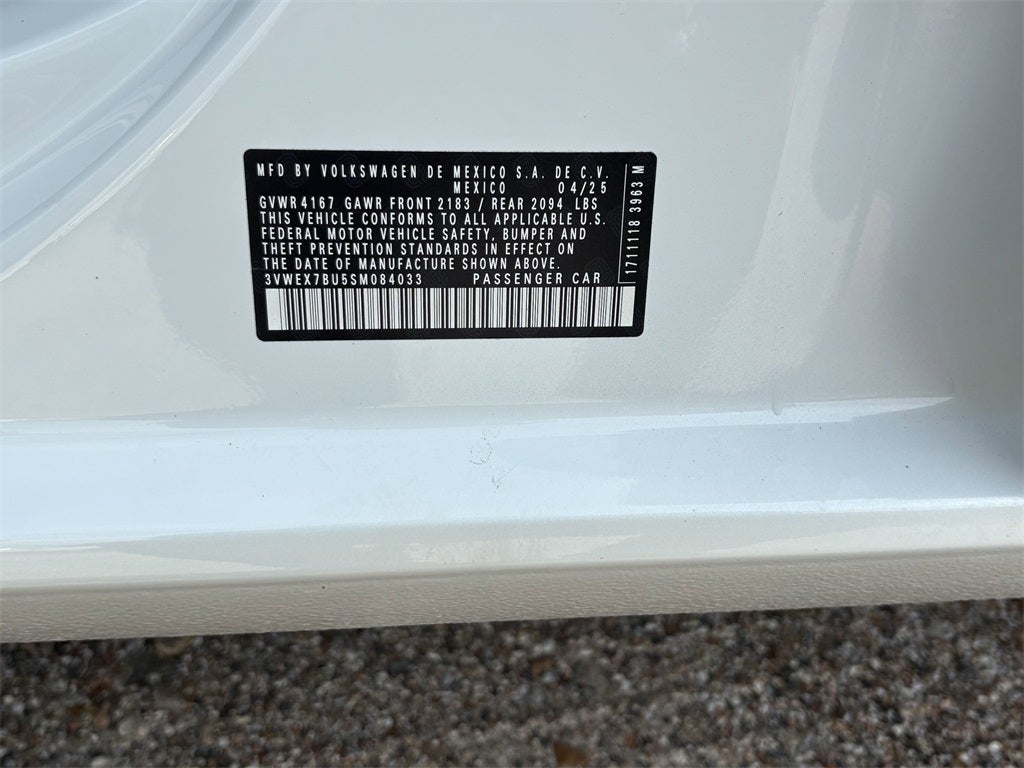 MFD BY VOLKSWAGEN DE MEXICO S.A. DE C.V.
MEXICO 04/25
GVWR 4167 GAWR FRONT 2183 / REAR 2094 LBS
THIS VEHICLE CONFORMS TO ALL APPLICABLE U.S.
FEDERAL MOTOR VEHICLE SAFETY, BUMPER AND
THEFT PREVENTION STANDARDS IN EFFECT ON
THE DATE OF MANUFACTURE SHOWN ABOVE.
3VWEX7BU5SM084033 PASSENGER CAR
1711118 3963 M